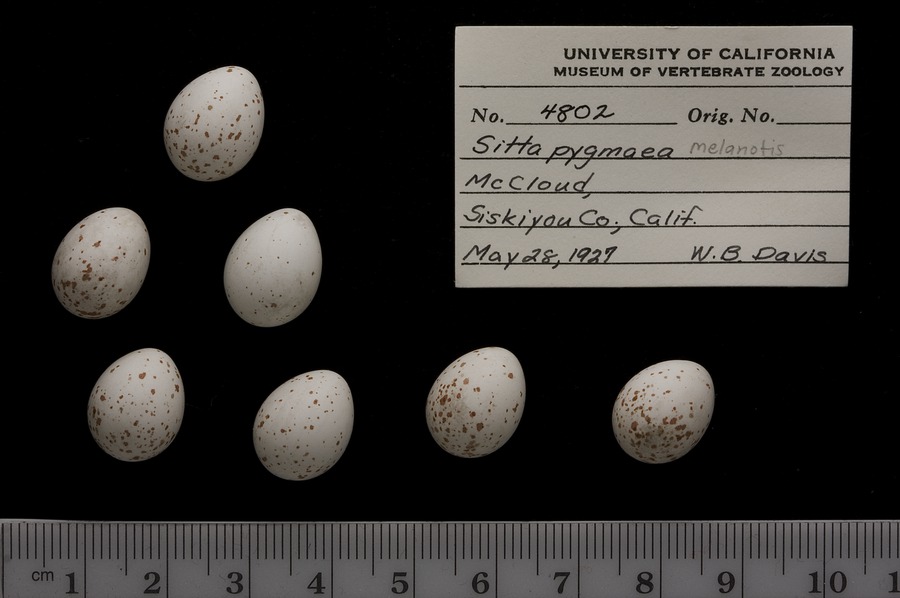 UNIVERSITY OF CALIFORNIA
MUSEUM OF VERTEBRATE ZOOLOGY
No. 4802 Orig. No.
Sitta pygmaea melanotis
McCloud,
Siskiyou Co., Calif.
May 28, 1927 W.B. Davis
cm 1 2 3 4 5 6 7 8 9 10 1